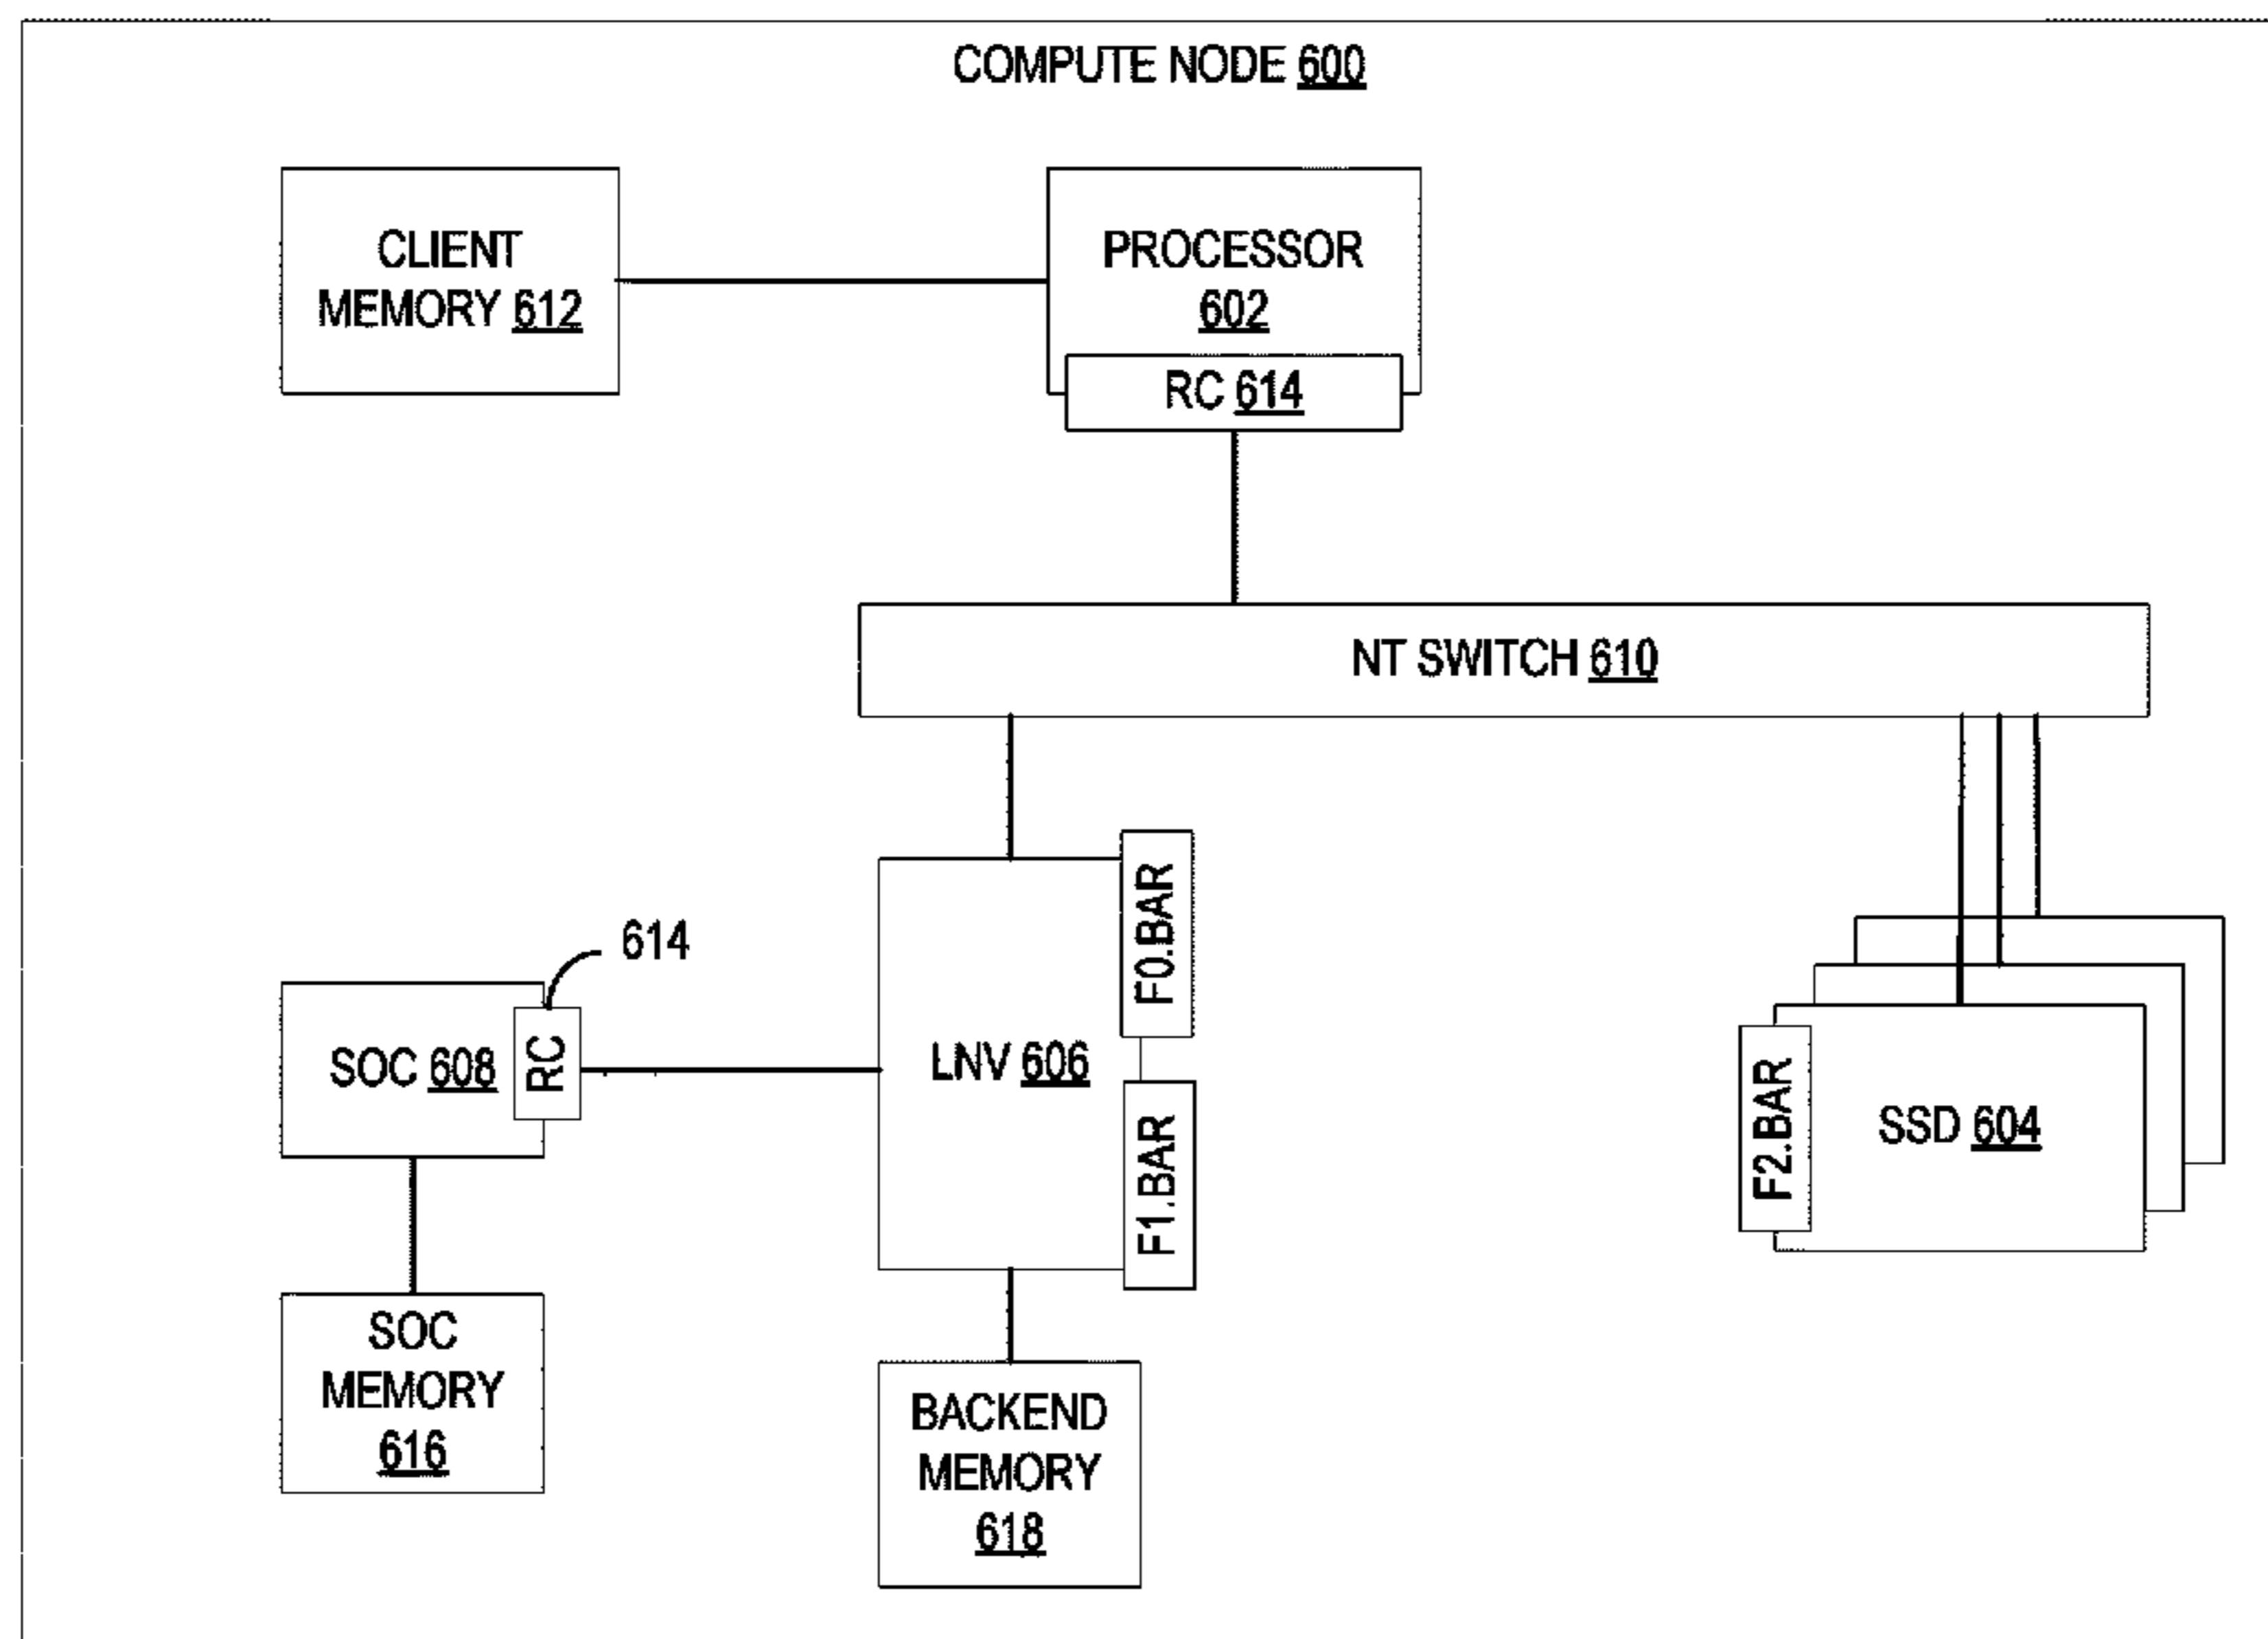 COMPUTE NODE 600
CLIENT
MEMORY 612
PROCESSOR
602
RC 614
NT SWITCH 610
F0.BAR
614
SOC 608
RC
LNV 606
F1.BAR
F2.BAR
SSD 604
SOC
MEMORY
616
BACKEND
MEMORY
618